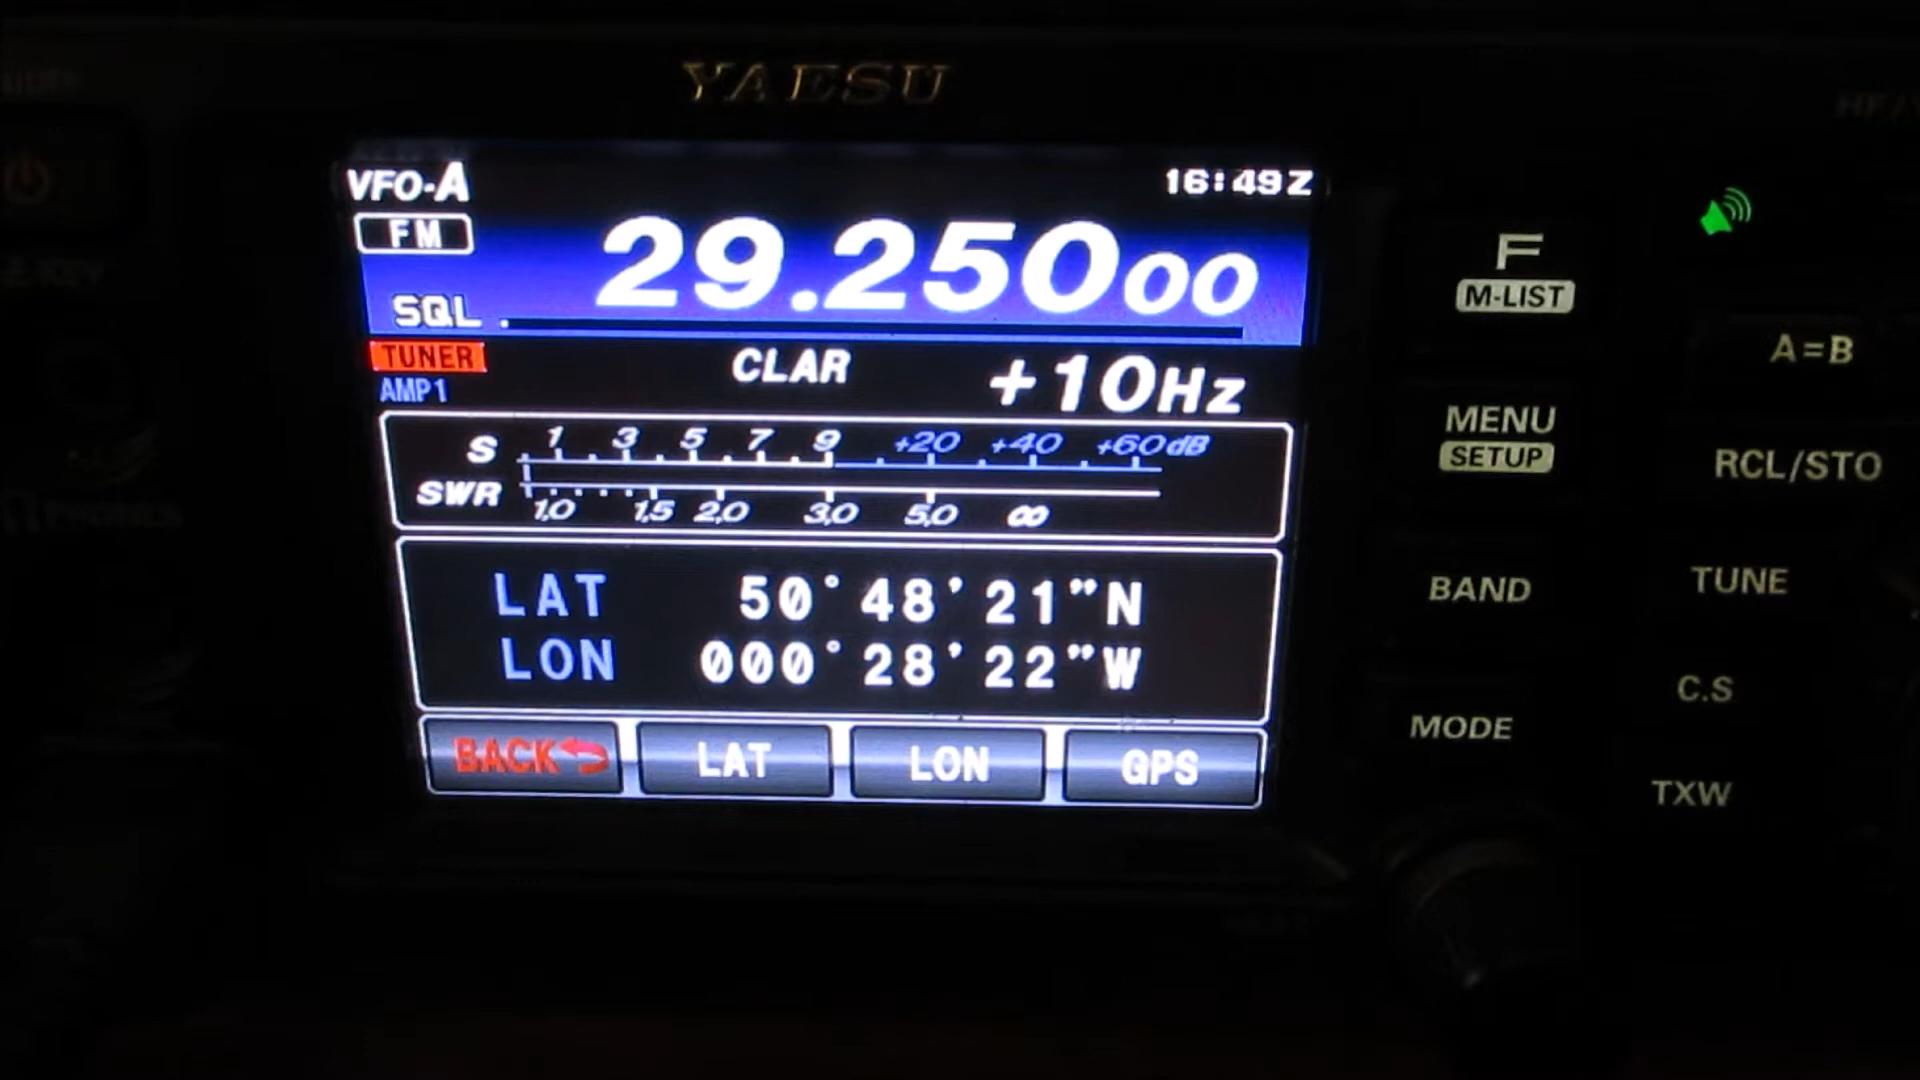 YAESU
VFO-A
16:49Z
FM
29.25000
SQL
TUNER
CLAR
+10Hz
AMP1
S 1 3 5 7 9 +20 +40 +60dB
SWR 1.0 1.5 2.0 3.0 5.0 ∞
LAT 50°48'21"N
LON 000°28'22"W
BACK LAT LON GPS
F
M-LIST
A=B
MENU
SETUP
RCL/STO
BAND
TUNE
C.S
MODE
TXW
PHONES